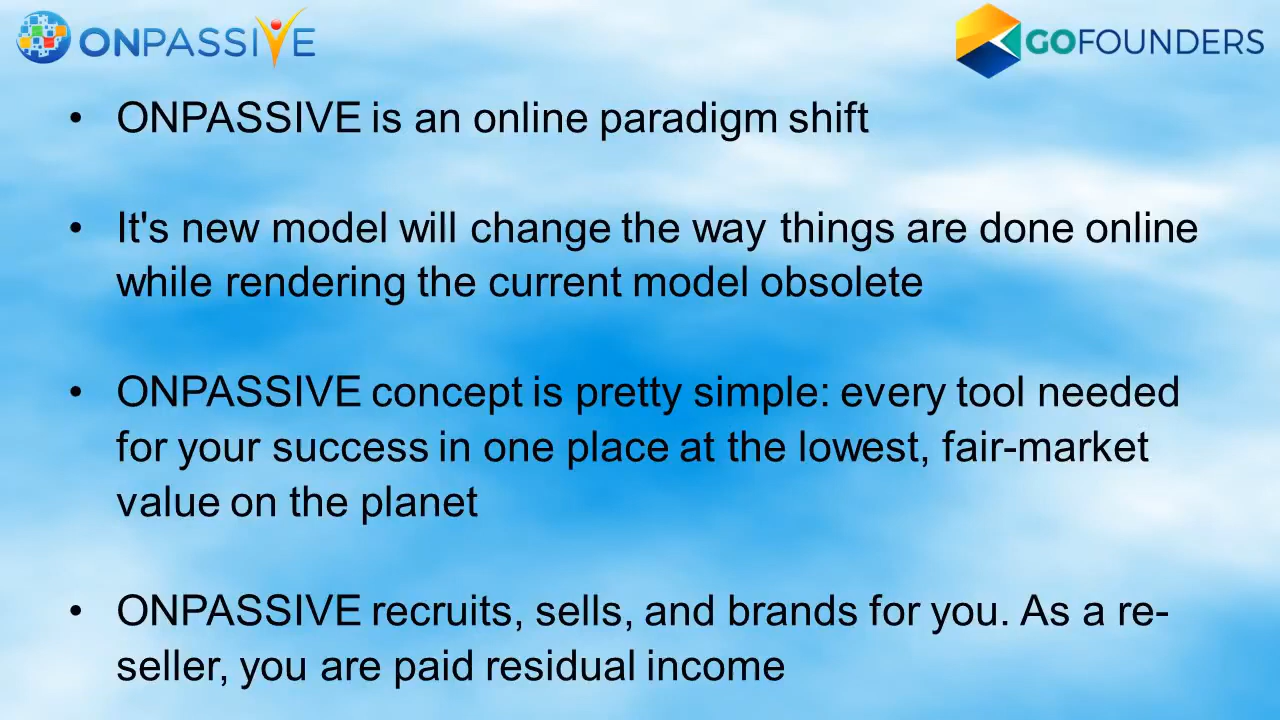 ONPASSIVE
GOFOUNDERS
• ONPASSIVE is an online paradigm shift
• It's new model will change the way things are done online
while rendering the current model obsolete
• ONPASSIVE concept is pretty simple: every tool needed
for your success in one place at the lowest, fair-market
value on the planet
• ONPASSIVE recruits, sells, and brands for you. As a re-
seller, you are paid residual income